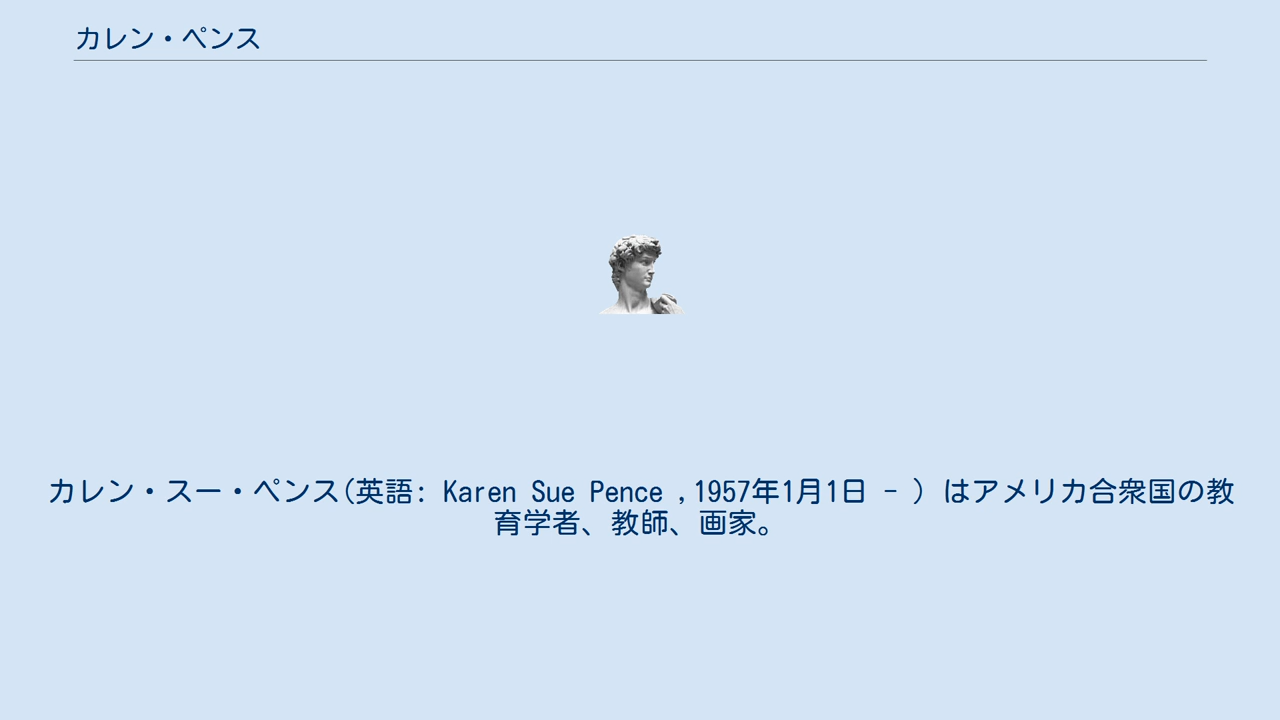 カレン・ペンス
カレン・スー・ペンス(英語: Karen Sue Pence ,1957年1月1日 - ) はアメリカ合衆国の教
育学者、教師、画家。